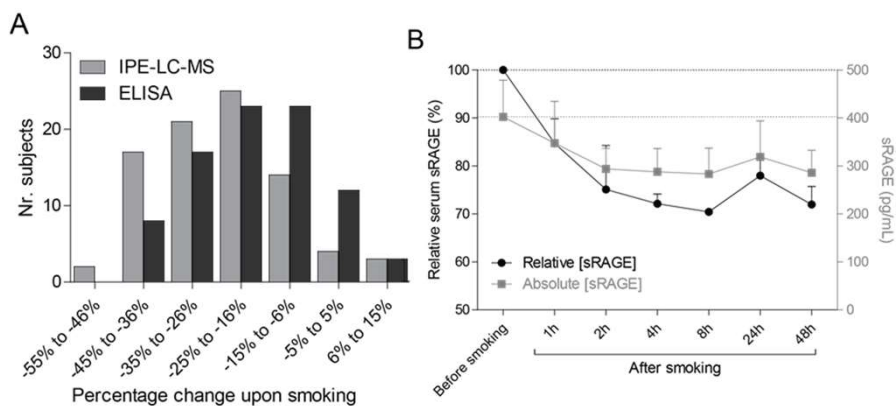 A
30
20
10
0
Nr. subjects
IPE-LC-MS
ELISA
-55% to -46%
-45% to -36%
-35% to -26%
-25% to -16%
-15% to -6%
-5% to 5%
6% to 15%
Percentage change upon smoking
B
100
90
80
70
60
50
Relative serum sRAGE (%)
500
400
300
200
100
0
sRAGE (pg/mL)
Relative [sRAGE]
Absolute [sRAGE]
Before smoking
1h
2h
4h
8h
24h
48h
After smoking